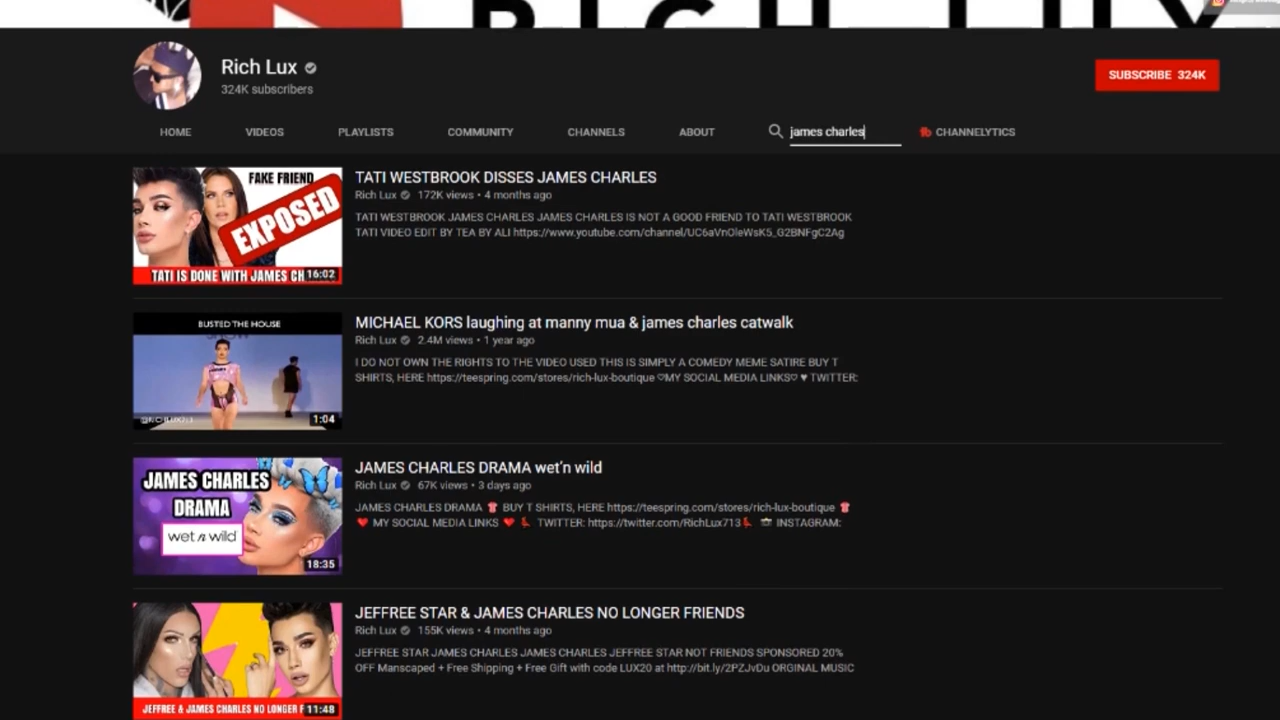 RICH LUX
Rich Lux
324K subscribers
SUBSCRIBE 324K
HOME VIDEOS PLAYLISTS COMMUNITY CHANNELS ABOUT james charles CHANNELYTICS
FAKE FRIEND
EXPOSED
TATI IS DONE WITH JAMES CH
16:02
TATI WESTBROOK DISSES JAMES CHARLES
Rich Lux 172K views • 4 months ago
TATI WESTBROOK JAMES CHARLES JAMES CHARLES IS NOT A GOOD FRIEND TO TATI WESTBROOK
TATI VIDEO EDIT BY TEA BY ALI https://www.youtube.com/channel/UC6aVnOleWsK5_G2BNFgC2Ag
BUSTED THE HOUSE
@RICHLUX713
1:04
MICHAEL KORS laughing at manny mua & james charles catwalk
Rich Lux 2.4M views • 1 year ago
I DO NOT OWN THE RIGHTS TO THE VIDEO USED THIS IS SIMPLY A COMEDY MEME SATIRE BUY T
SHIRTS, HERE https://teespring.com/stores/rich-lux-boutique ♡MY SOCIAL MEDIA LINKS♡ ♥ TWITTER:
JAMES CHARLES
DRAMA
wet n wild
18:35
JAMES CHARLES DRAMA wet'n wild
Rich Lux 67K views • 3 days ago
JAMES CHARLES DRAMA 👚 BUY T SHIRTS, HERE https://teespring.com/stores/rich-lux-boutique 👚
❤ MY SOCIAL MEDIA LINKS ❤ 💃 TWITTER: https://twitter.com/RichLux713💃 INSTAGRAM:
JEFFREE & JAMES CHARLES NO LONGER F
11:48
JEFFREE STAR & JAMES CHARLES NO LONGER FRIENDS
Rich Lux 155K views • 4 months ago
JEFFREE STAR JAMES CHARLES JAMES CHARLES JEFFREE STAR NOT FRIENDS SPONSORED 20%
OFF Manscaped + Free Shipping + Free Gift with code LUX20 at http://bit.ly/2PZJvDu ORGINAL MUSIC